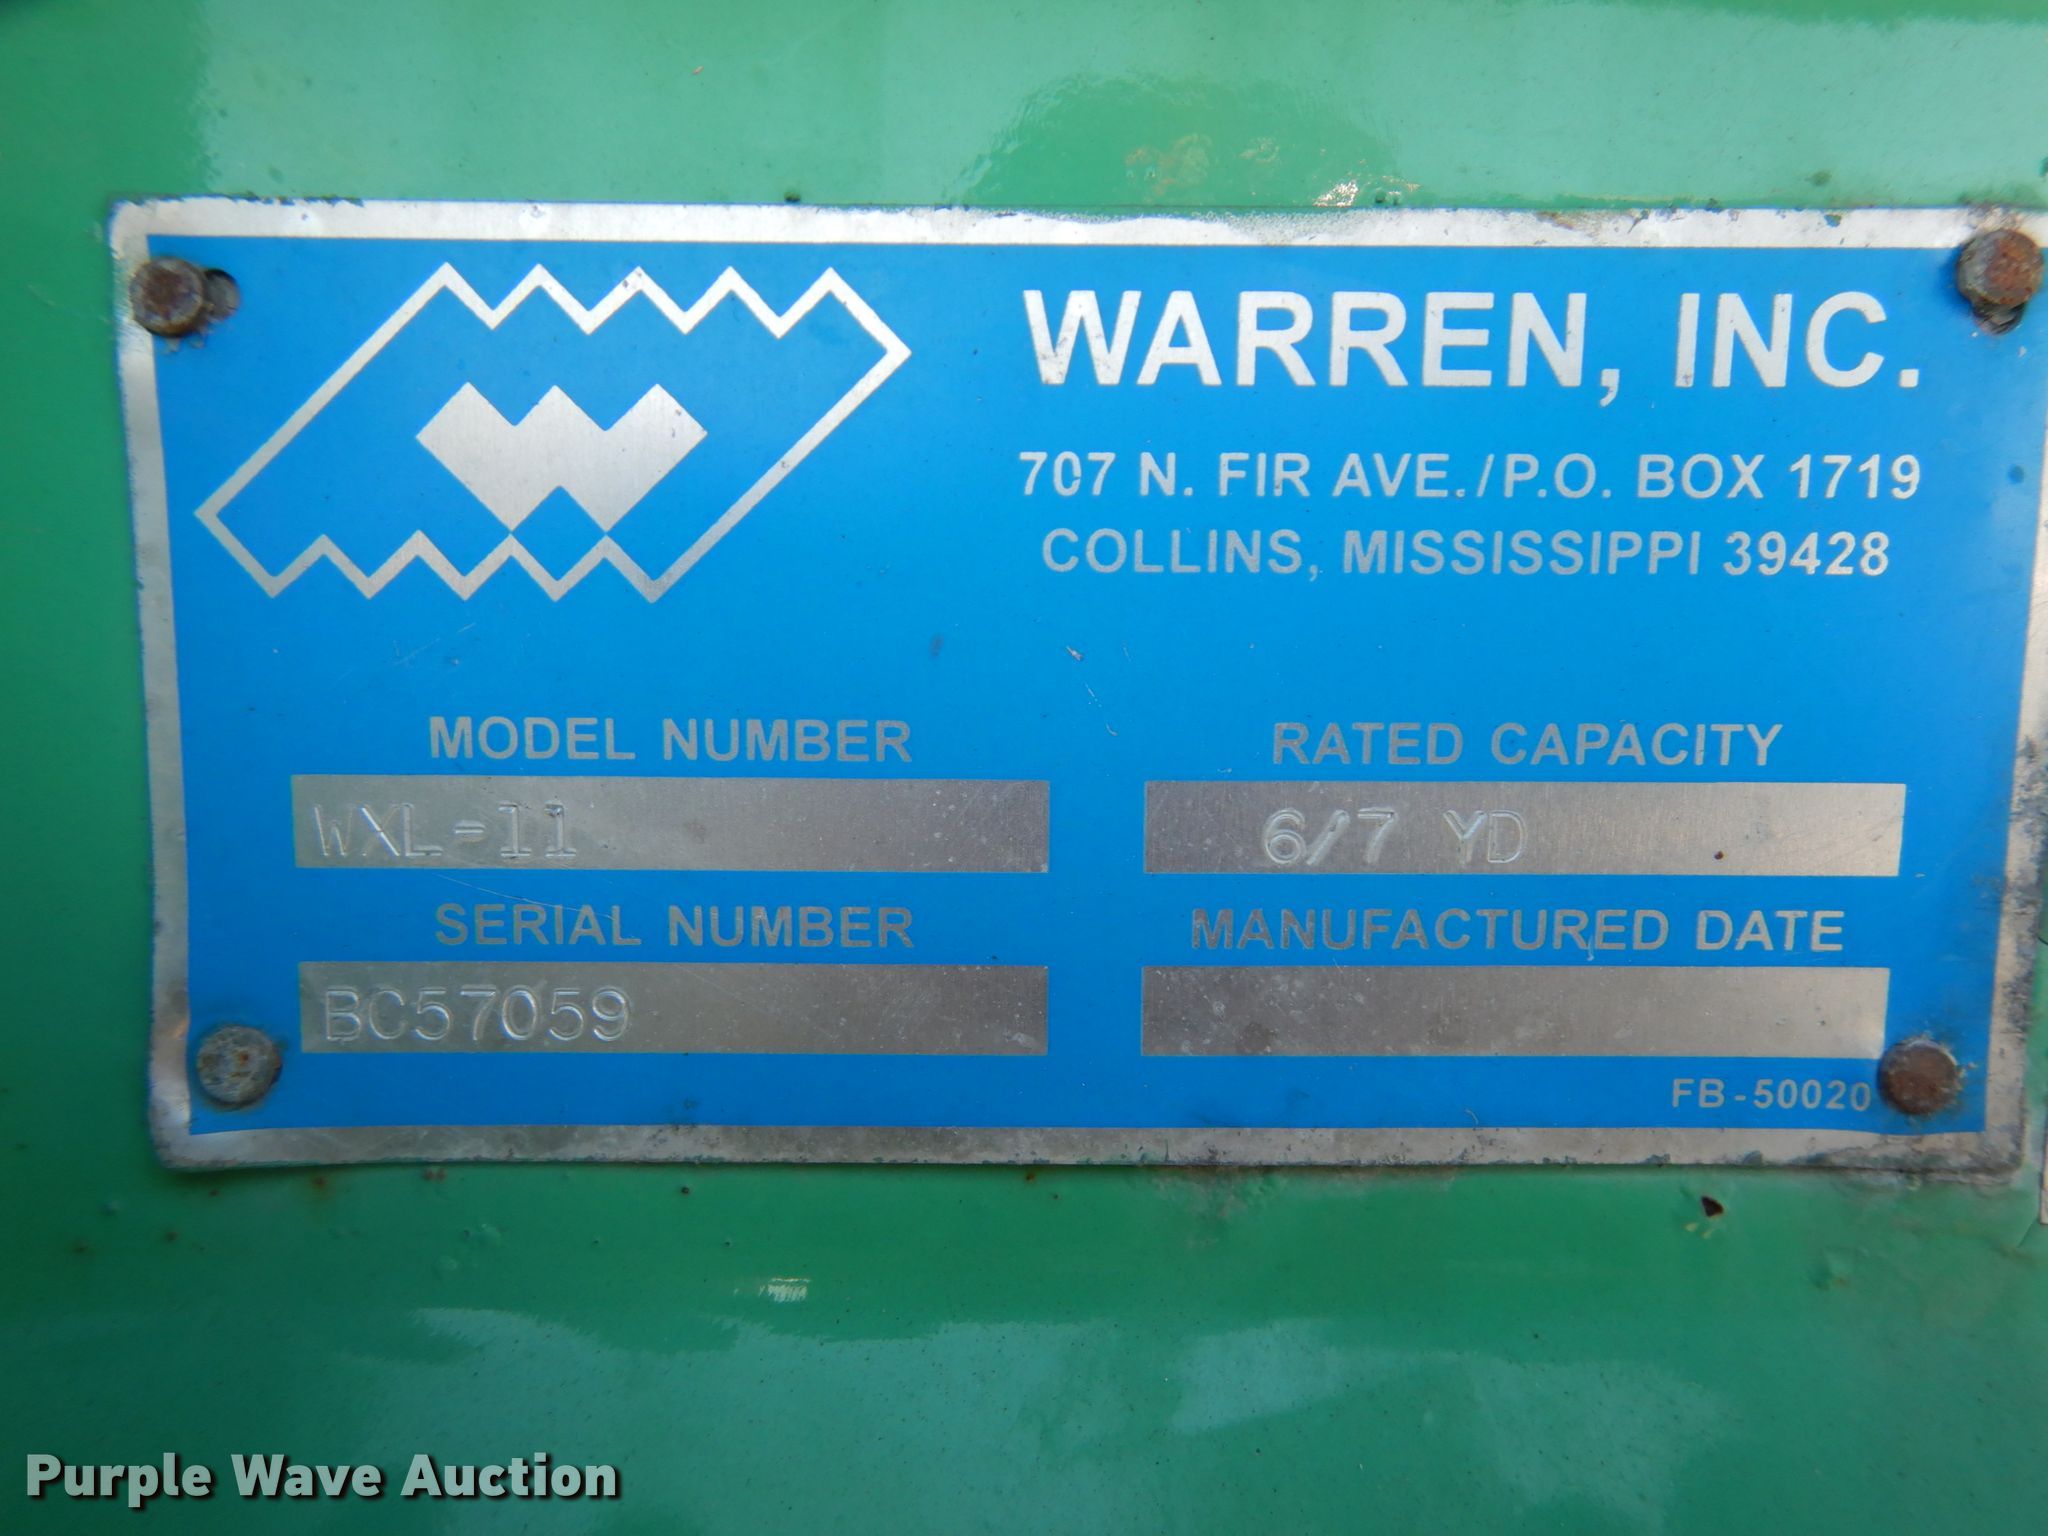 WARREN, INC.
707 N. FIR AVE./P.O. BOX 1719
COLLINS, MISSISSIPPI 39428
MODEL NUMBER
WXL-11
RATED CAPACITY
6/7 YD
SERIAL NUMBER
BC57059
MANUFACTURED DATE
FB-50020
Purple Wave Auction